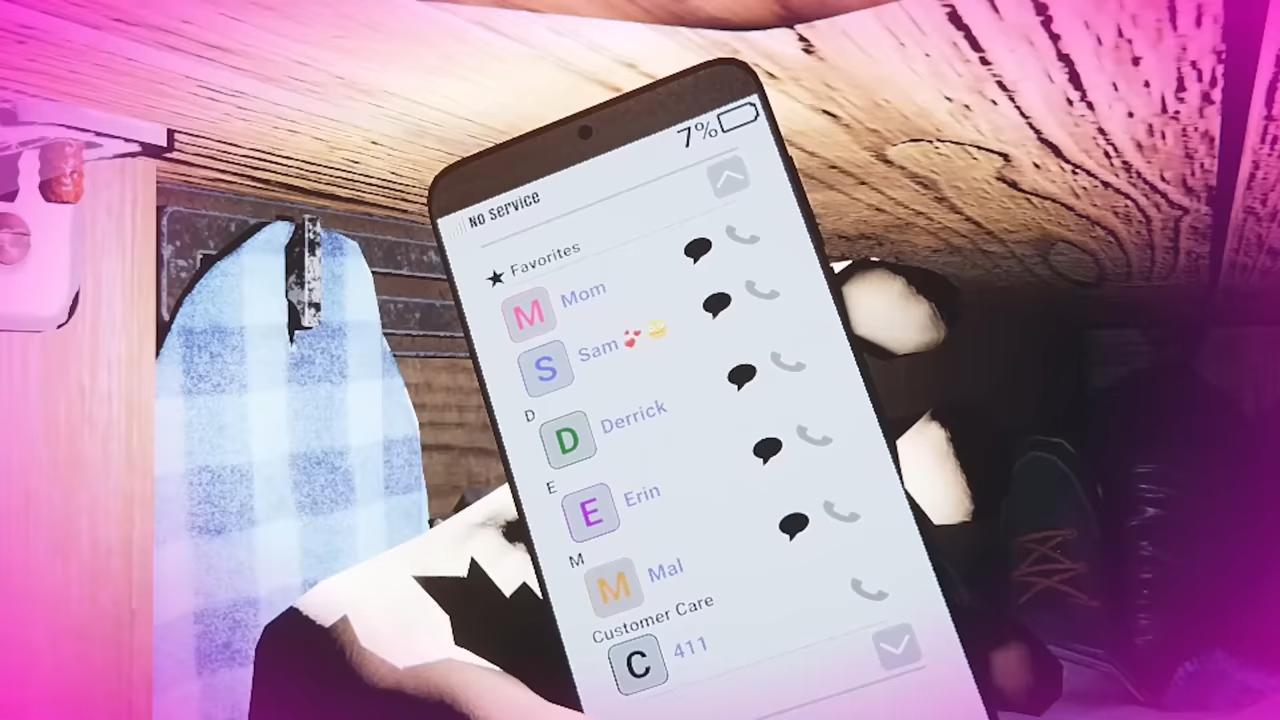 7%
No service
★ Favorites
M Mom
S Sam 💕😄
D
D Derrick
E
E Erin
M
M Mal
Customer Care
C 411